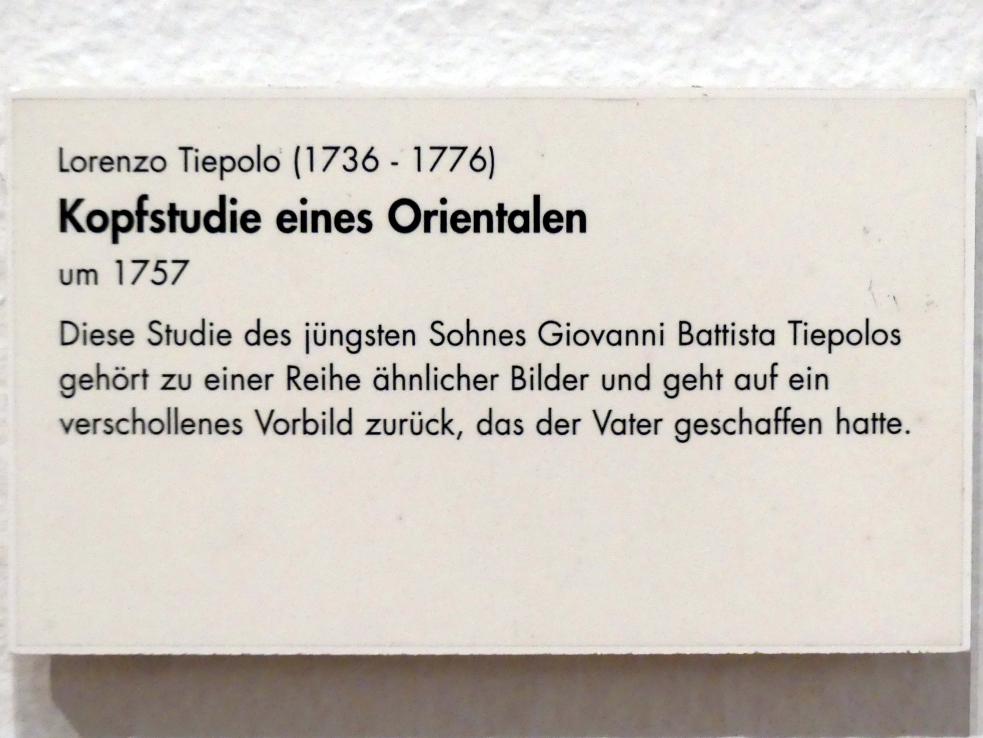 Lorenzo Tiepolo (1736 - 1776)
Kopfstudie eines Orientalen
um 1757
Diese Studie des jüngsten Sohnes Giovanni Battista Tiepolos
gehört zu einer Reihe ähnlicher Bilder und geht auf ein
verschollenes Vorbild zurück, das der Vater geschaffen hatte.